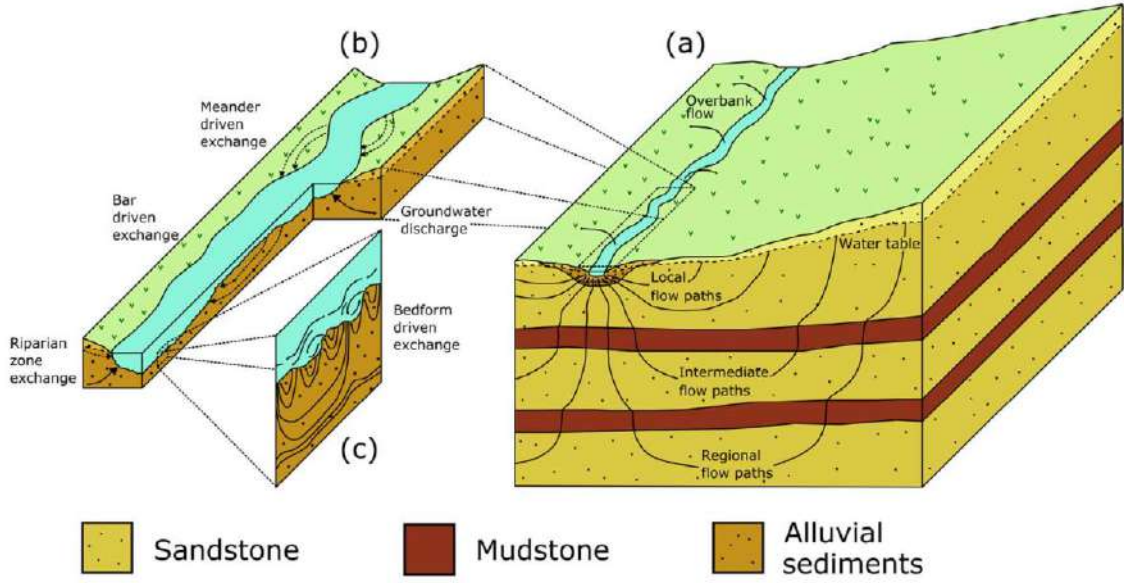 (b)
(a)
Meander
driven
exchange
Overbank
flow
Bar
driven
exchange
Groundwater
discharge
Water table
Local
flow paths
Riparian
zone
exchange
Bedform
driven
exchange
Intermediate
flow paths
(c)
Regional
flow paths
Sandstone
Mudstone
Alluvial
sediments